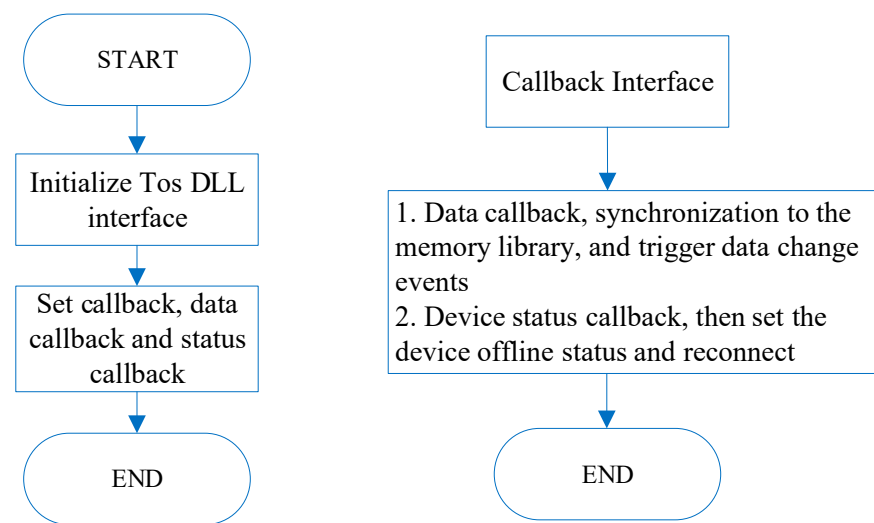 START
Initialize Tos DLL
interface
Set callback, data
callback and status
callback
END
Callback Interface
1. Data callback, synchronization to the
memory library, and trigger data change
events
2. Device status callback, then set the
device offline status and reconnect
END